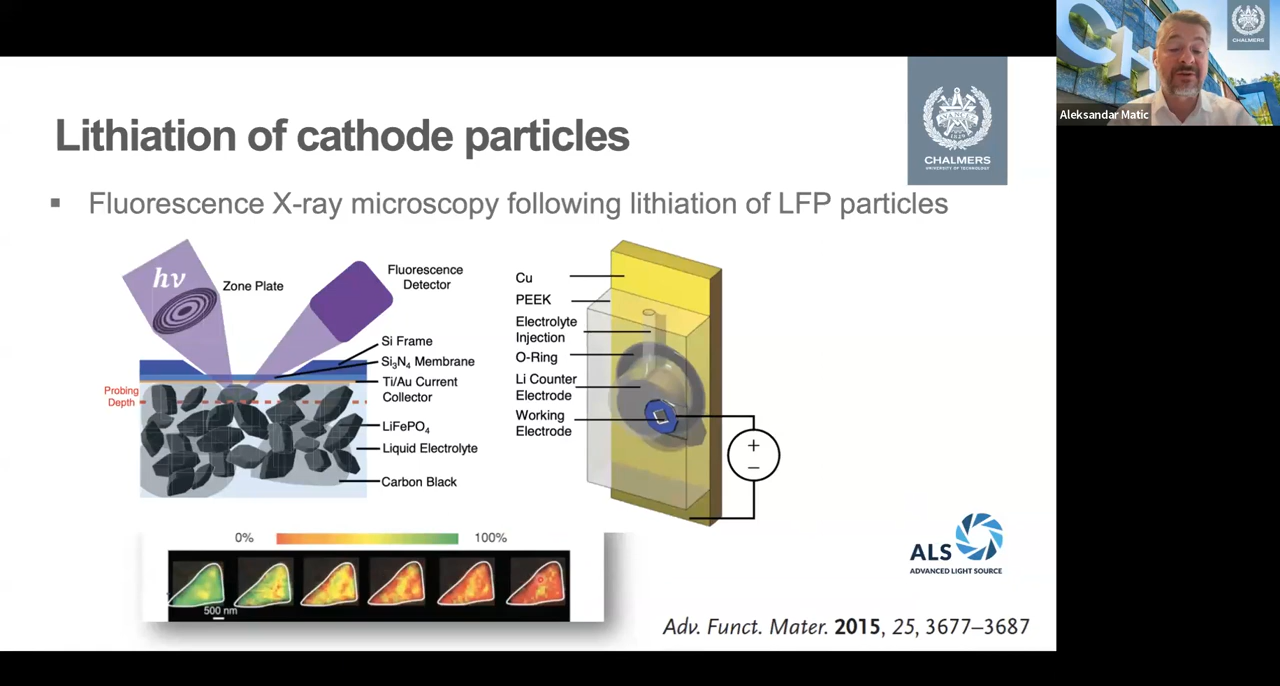 CH
CHALMERS
Aleksandar Matic
Lithiation of cathode particles
AVANCEZ
1829
CHALMERS
UNIVERSITY OF TECHNOLOGY
▪ Fluorescence X-ray microscopy following lithiation of LFP particles
hν
Zone Plate
Fluorescence
Detector
Si Frame
Si₃N₄ Membrane
Ti/Au Current
Collector
Probing
Depth
LiFePO₄
Liquid Electrolyte
Carbon Black
Cu
PEEK
Electrolyte
Injection
O-Ring
Li Counter
Electrode
Working
Electrode
+
−
0%
100%
500 nm
ALS
ADVANCED LIGHT SOURCE
Adv. Funct. Mater. 2015, 25, 3677–3687